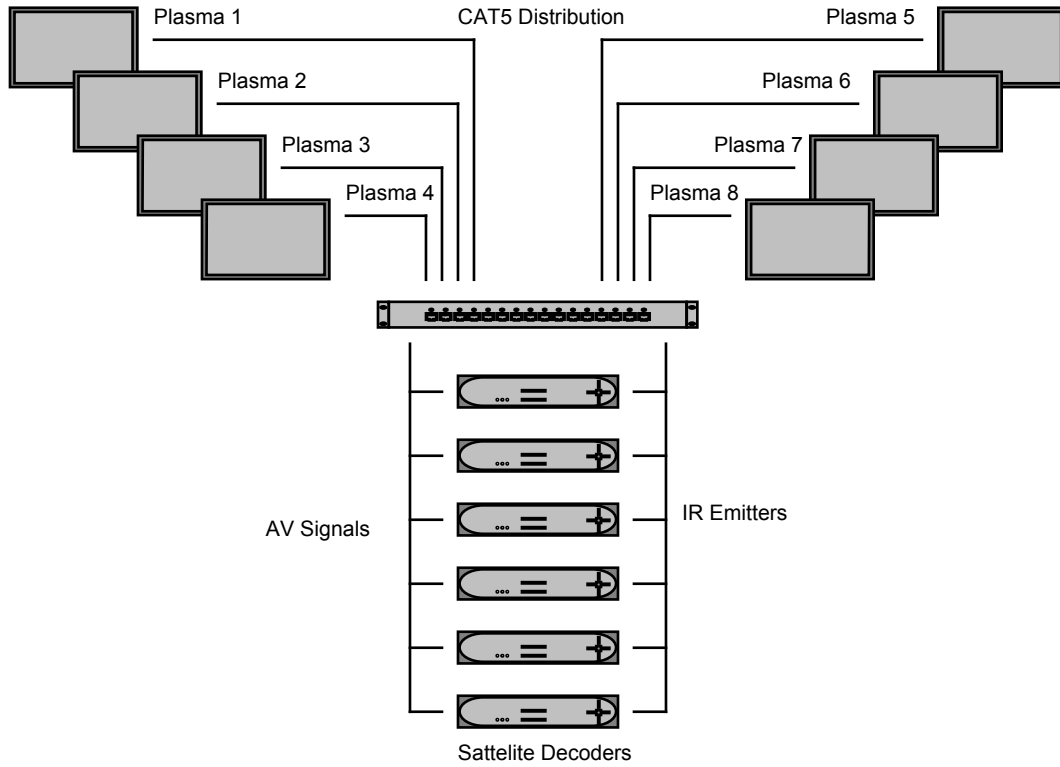 Plasma 1
CAT5 Distribution
Plasma 5
Plasma 2
Plasma 6
Plasma 3
Plasma 7
Plasma 4
Plasma 8
AV Signals
IR Emitters
Sattelite Decoders